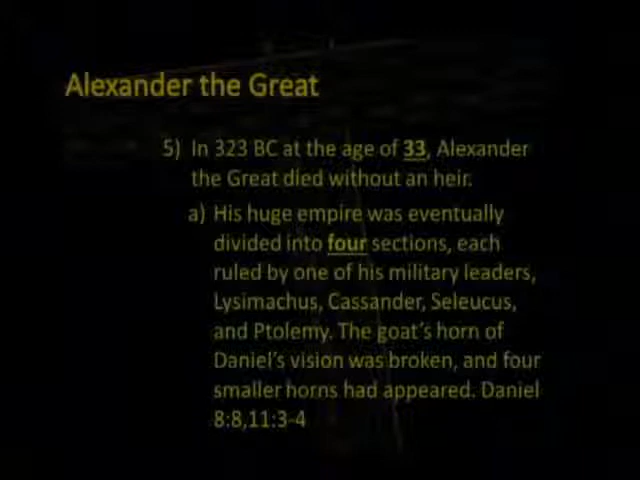 Alexander the Great
5) In 323 BC at the age of 33, Alexander
the Great died without an heir.
a) His huge empire was eventually
divided into four sections, each
ruled by one of his military leaders,
Lysimachus, Cassander, Seleucus,
and Ptolemy. The goat's horn of
Daniel's vision was broken, and four
smaller horns had appeared. Daniel
8:8,11:3-4